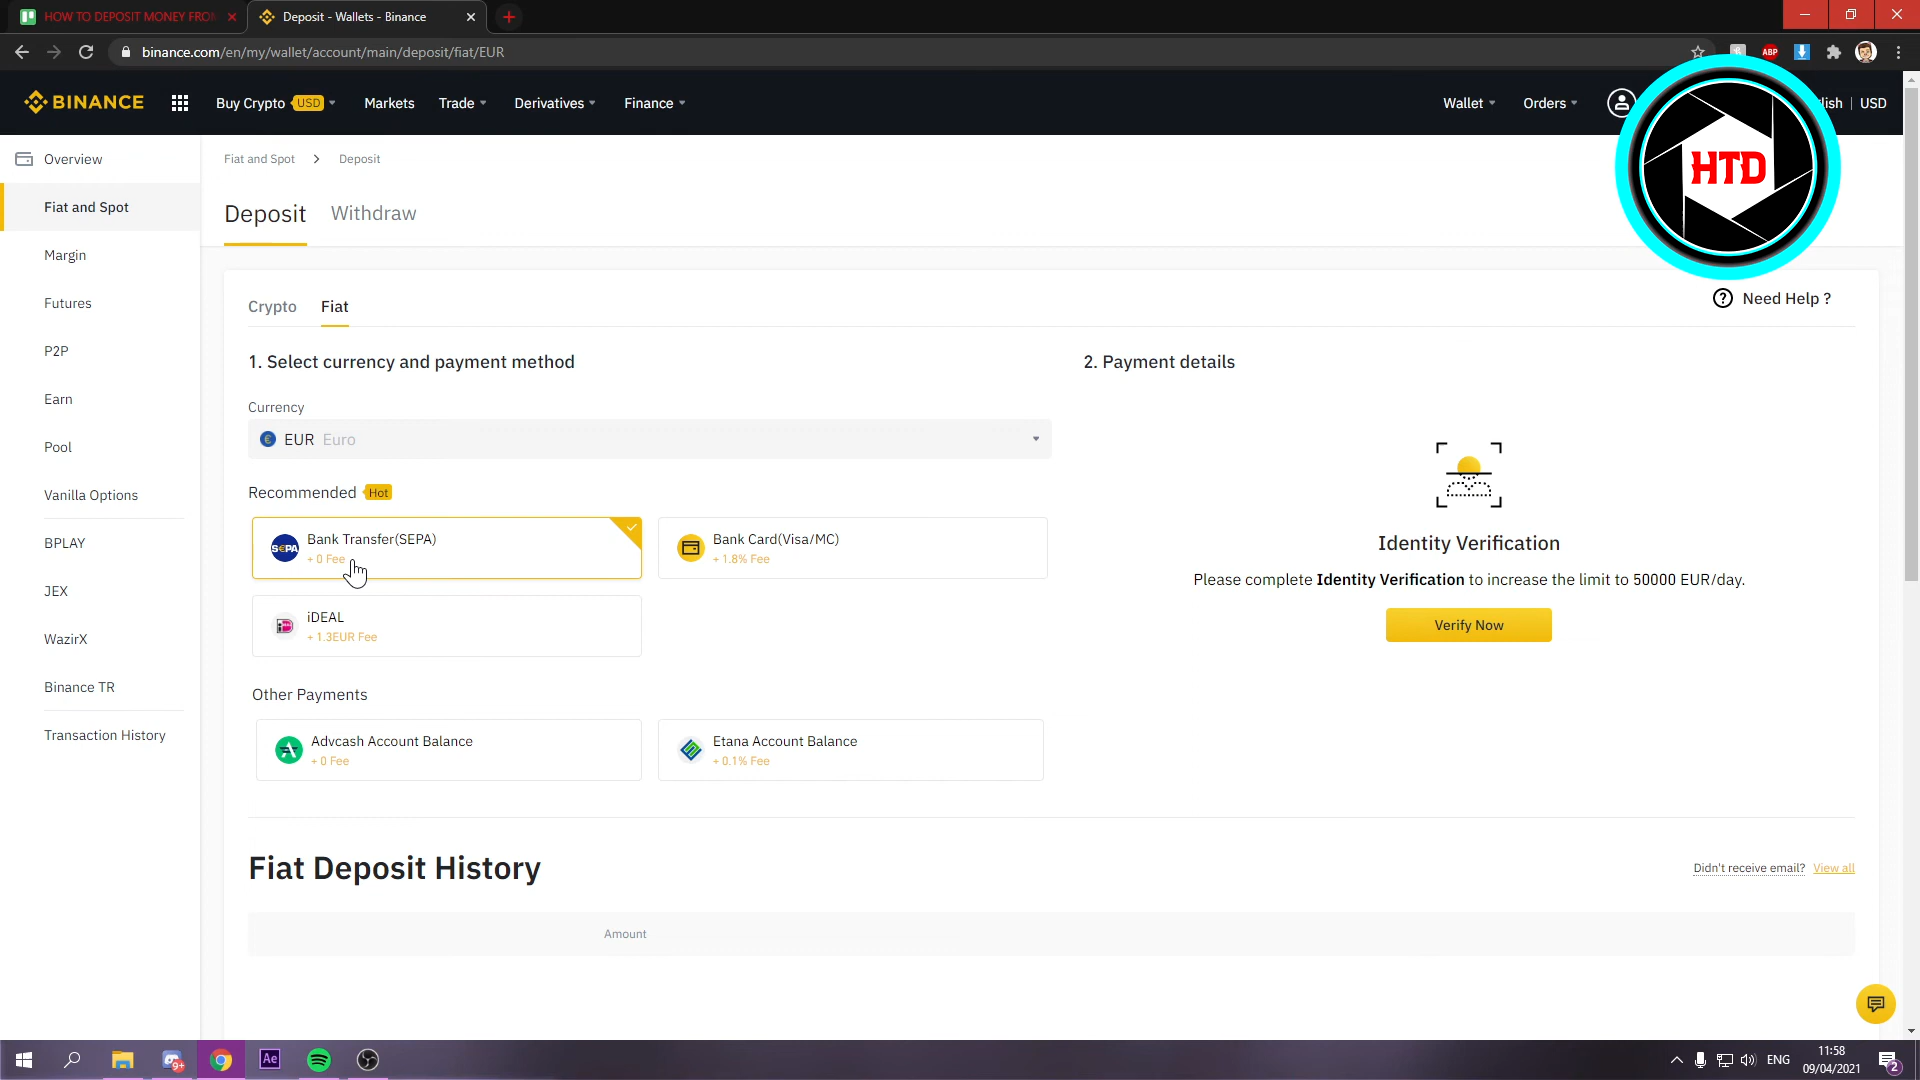 HOW TO DEPOSIT MONEY FROM
Deposit - Wallets - Binance
binance.com/en/my/wallet/account/main/deposit/fiat/EUR
ABP
BINANCE
Buy Crypto USD
Markets
Trade
Derivatives
Finance
Wallet
Orders
lish | USD
HTD
Overview
Fiat and Spot
Margin
Futures
P2P
Earn
Pool
Vanilla Options
BPLAY
JEX
WazirX
Binance TR
Transaction History
Fiat and Spot > Deposit
Deposit
Withdraw
Need Help ?
Crypto
Fiat
1. Select currency and payment method
Currency
EUR Euro
Recommended Hot
SEPA
Bank Transfer(SEPA)
+ 0 Fee
Bank Card(Visa/MC)
+ 1.8% Fee
iDEAL
+ 1.3EUR Fee
Other Payments
Advcash Account Balance
+ 0 Fee
Etana Account Balance
+ 0.1% Fee
2. Payment details
Identity Verification
Please complete Identity Verification to increase the limit to 50000 EUR/day.
Verify Now
Fiat Deposit History
Didn't receive email?
View all
Amount
9+
Ae
ENG
11:58
09/04/2021
2